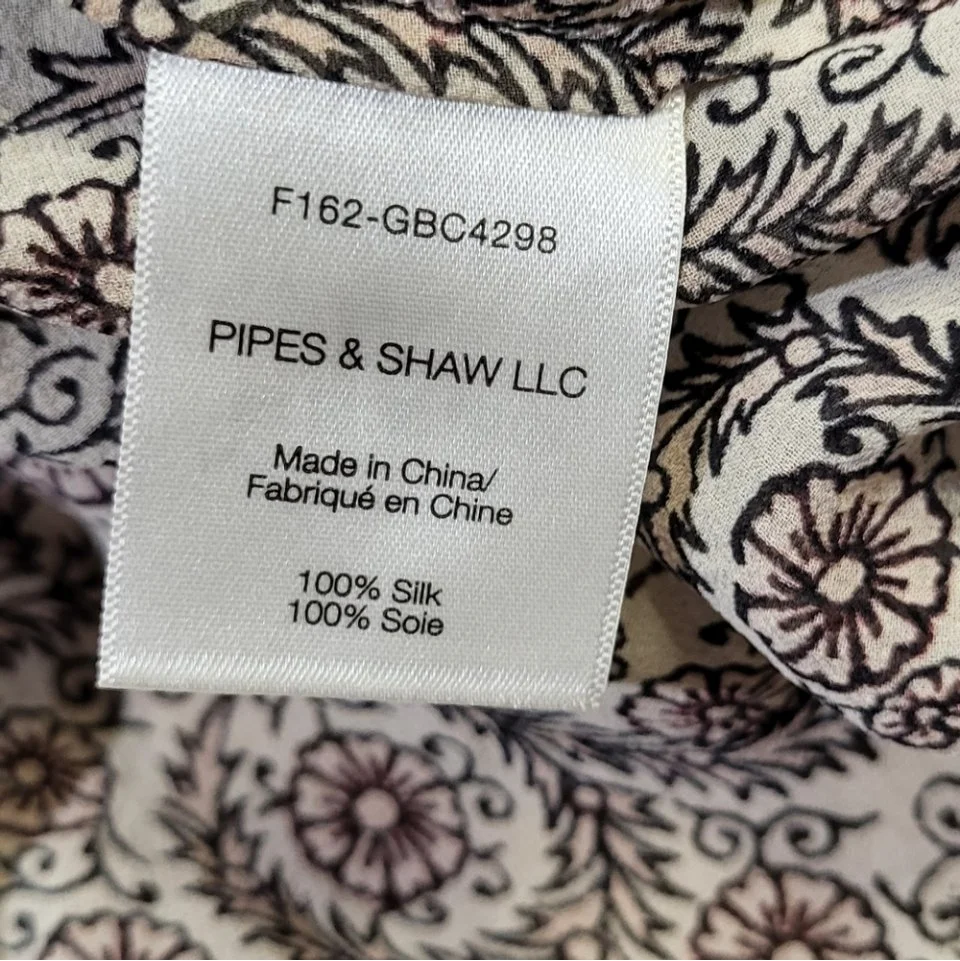 F162-GBC4298
PIPES & SHAW LLC
Made in China/
Fabriqué en Chine
100% Silk
100% Soie